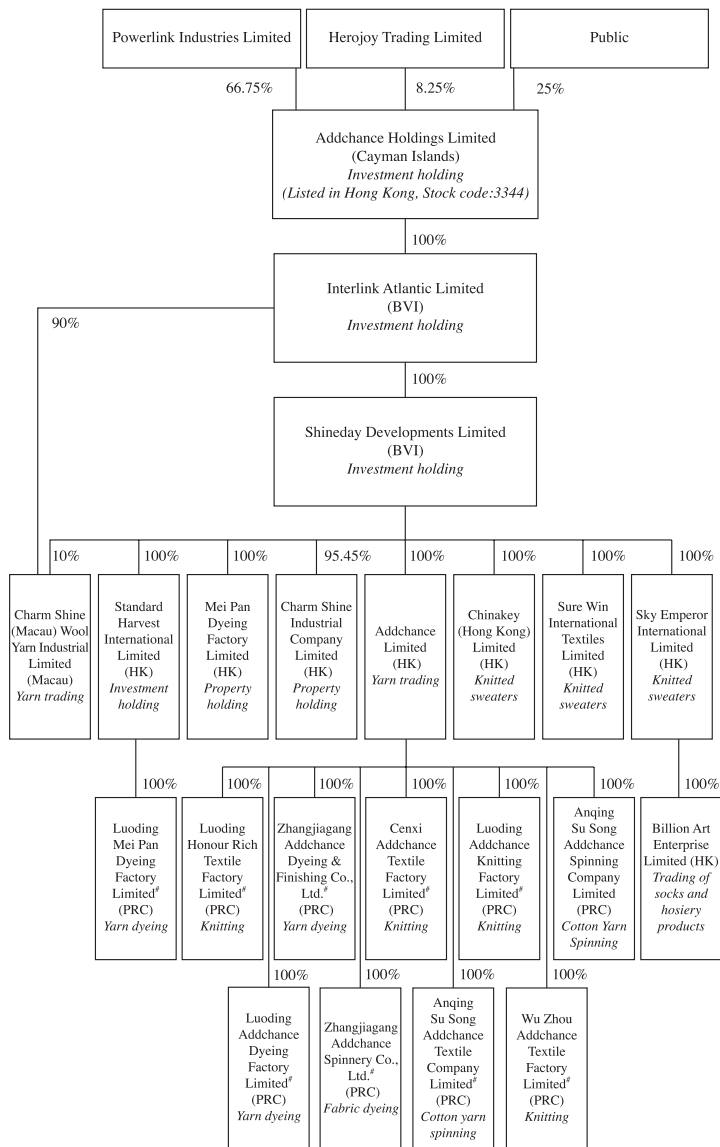 Powerlink Industries Limited
Herojoy Trading Limited
Public
66.75%
8.25%
25%
Addchance Holdings Limited
(Cayman Islands)
Investment holding
(Listed in Hong Kong, Stock code:3344)
100%
Interlink Atlantic Limited
(BVI)
Investment holding
90%
100%
Shineday Developments Limited
(BVI)
Investment holding
10%
100%
100%
95.45%
100%
100%
100%
100%
Charm Shine
(Macau) Wool
Yarn Industrial
Limited
(Macau)
Yarn trading
Standard
Harvest
International
Limited
(HK)
Investment
holding
Mei Pan
Dyeing
Factory
Limited
(HK)
Property
holding
Charm Shine
Industrial
Company
Limited
(HK)
Property
holding
Addchance
Limited
(HK)
Yarn trading
Chinakey
(Hong Kong)
Limited
(HK)
Knitted
sweaters
Sure Win
International
Textiles
Limited
(HK)
Knitted
sweaters
Sky Emperor
International
Limited
(HK)
Knitted
sweaters
100%
100%
100%
100%
100%
100%
100%
Luoding
Mei Pan
Dyeing
Factory
Limited#
(PRC)
Yarn dyeing
Luoding
Honour Rich
Textile
Factory
Limited#
(PRC)
Knitting
Zhangjiagang
Addchance
Dyeing &
Finishing Co.,
Ltd.#
(PRC)
Yarn dyeing
Cenxi
Addchance
Textile
Factory
Limited#
(PRC)
Knitting
Luoding
Addchance
Knitting
Factory
Limited#
(PRC)
Knitting
Anqing
Su Song
Addchance
Spinning
Company
Limited
(PRC)
Cotton Yarn
Spinning
Billion Art
Enterprise
Limited (HK)
Trading of
socks and
hosiery
products
100%
100%
100%
100%
Luoding
Addchance
Dyeing
Factory
Limited#
(PRC)
Yarn dyeing
Zhangjiagang
Addchance
Spinnery Co.,
Ltd.#
(PRC)
Fabric dyeing
Anqing
Su Song
Addchance
Textile
Company
Limited#
(PRC)
Cotton yarn
spinning
Wu Zhou
Addchance
Textile
Factory
Limited#
(PRC)
Knitting